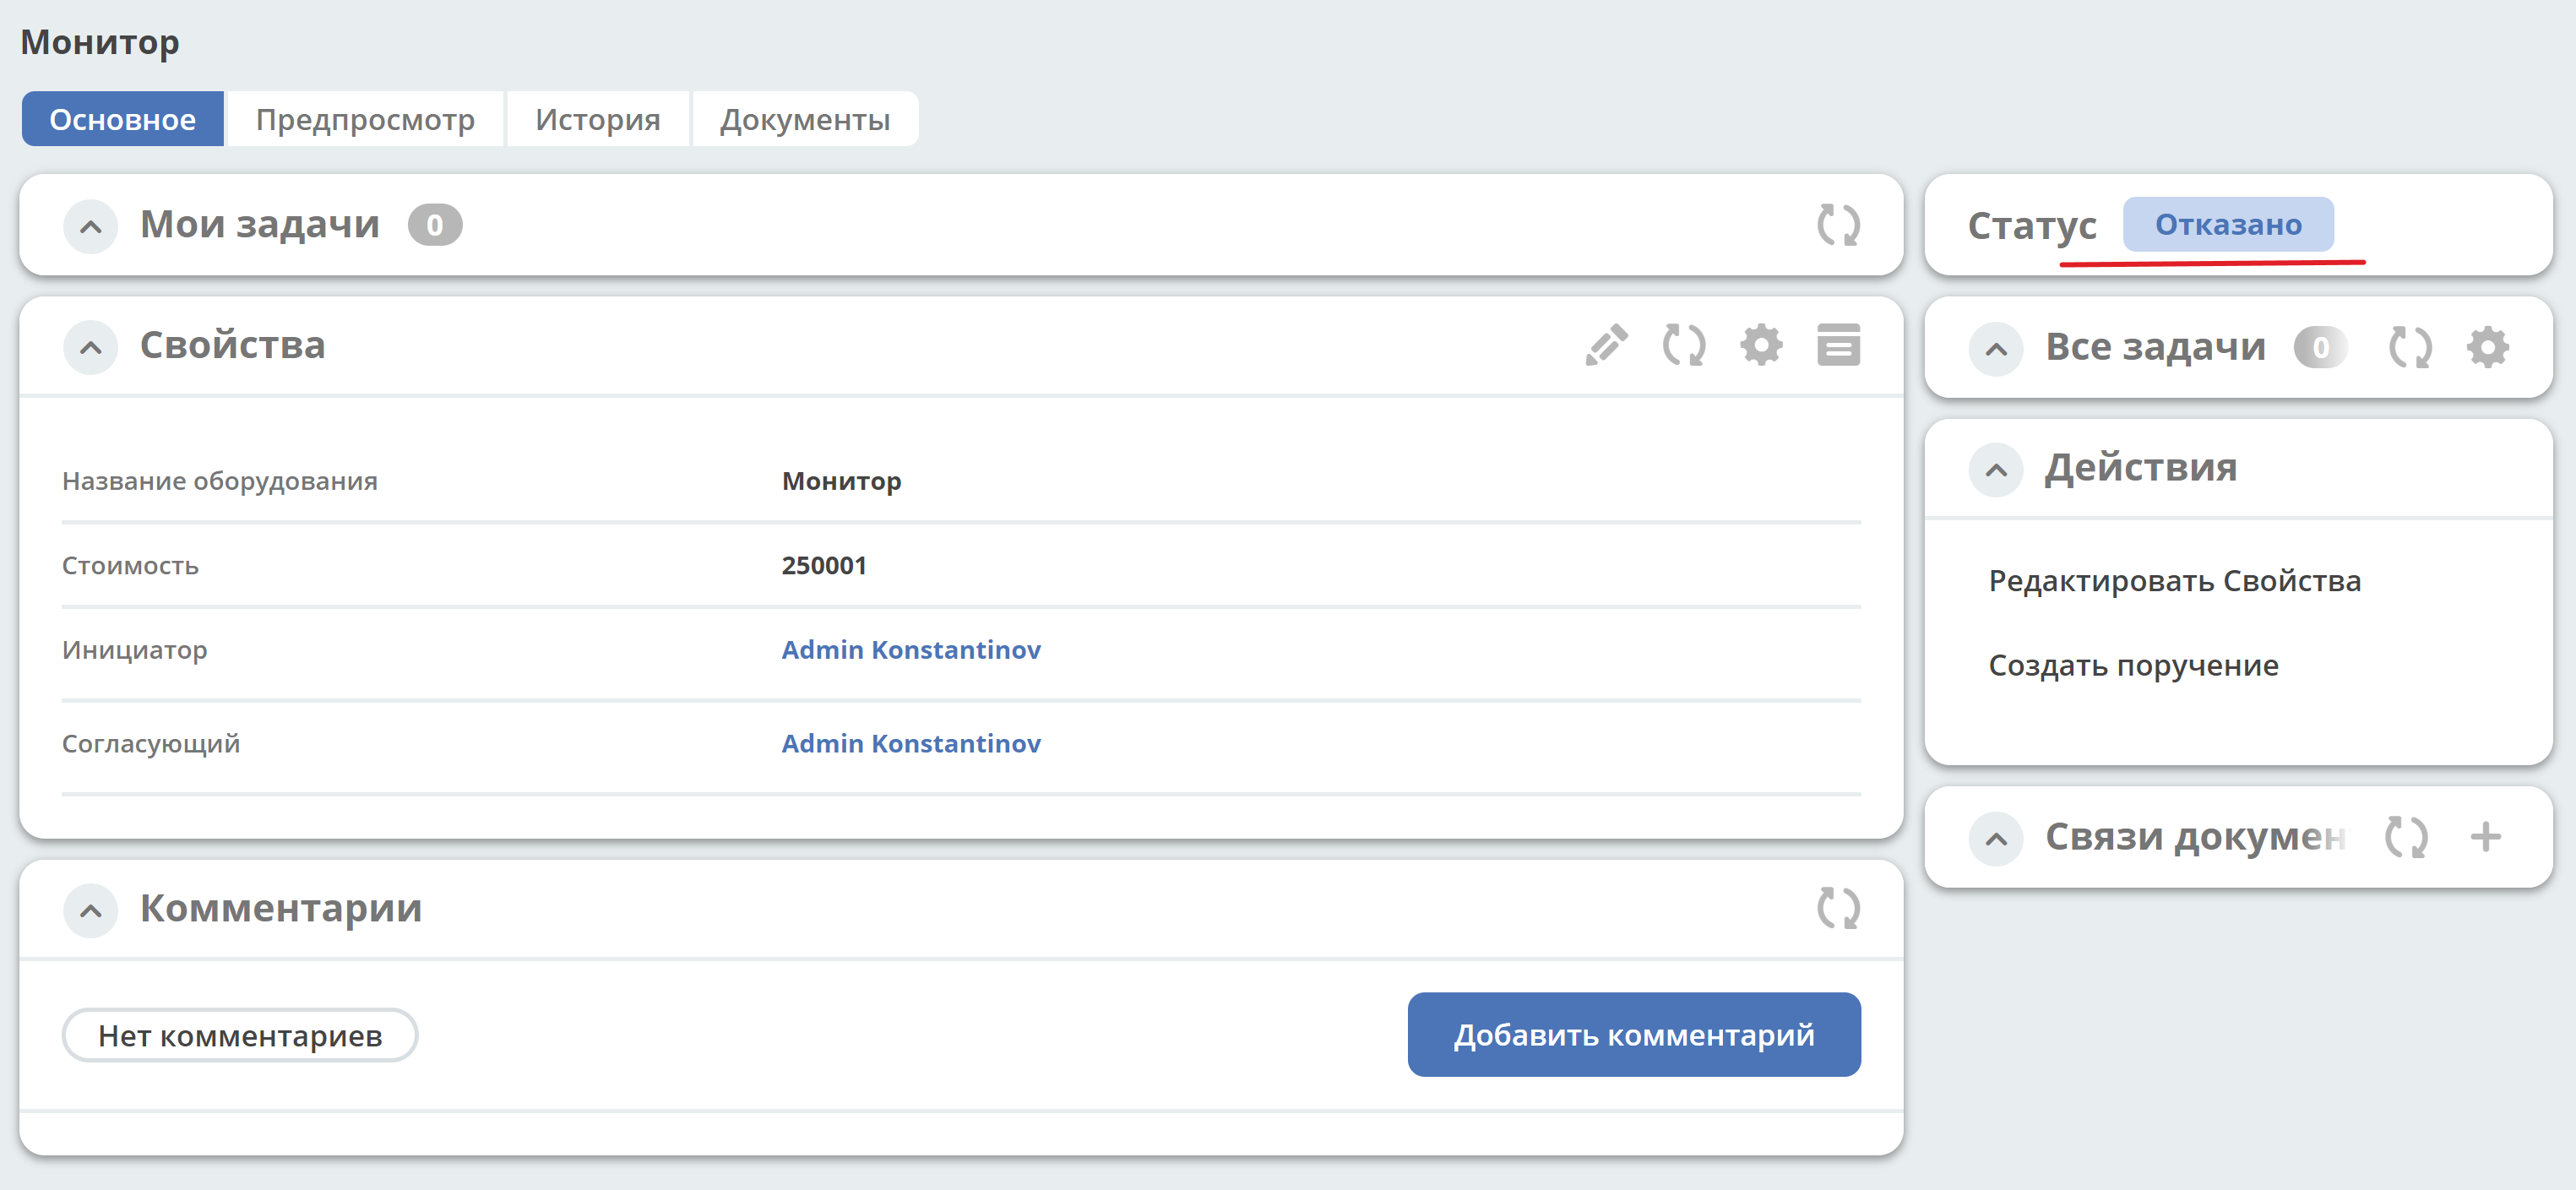 Монитор
Основное Предпросмотр История Документы
Мои задачи 0
Свойства
Название оборудования Монитор
Стоимость 250001
Инициатор Admin Konstantinov
Согласующий Admin Konstantinov
Комментарии
Нет комментариев Добавить комментарий
Статус Отказано
Все задачи 0
Действия
Редактировать Свойства
Создать поручение
Связи докумен